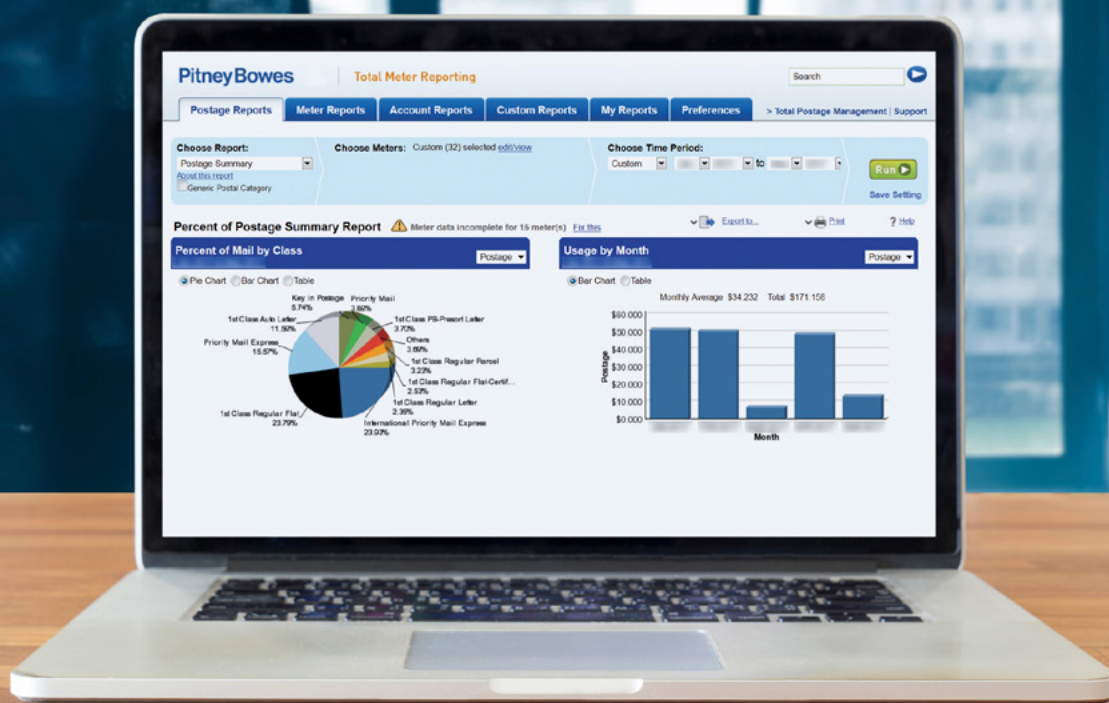 PitneyBowes
Total Meter Reporting
Search
Postage Reports
Meter Reports
Account Reports
Custom Reports
My Reports
Preferences
> Total Postage Management | Support
Choose Report:
Postage Summary
About this report
Generic Postal Category
Choose Meters: Custom (32) selected edit/view
Choose Time Period:
Custom
to
Run
Save Setting
Percent of Postage Summary Report
Meter data incomplete for 15 meter(s) Fix this
Export to...
Print
? Help
Percent of Mail by Class
Postage
Pie Chart Bar Chart Table
Key in Postage
5.74%
Priority Mail
3.89%
1st Class Auto Letter
11.50%
1st Class PB-Presort Letter
3.70%
Others
3.69%
Priority Mail Express
15.57%
1st Class Regular Parcel
3.23%
1st Class Regular Flat-Certif...
2.53%
1st Class Regular Letter
2.39%
1st Class Regular Flat
23.79%
International Priority Mail Express
23.93%
Usage by Month
Postage
Bar Chart Table
Monthly Average $34.232 Total $171.158
$60.000
$50.000
$40.000
$30.000
$20.000
$10.000
$0.000
Postage
Month